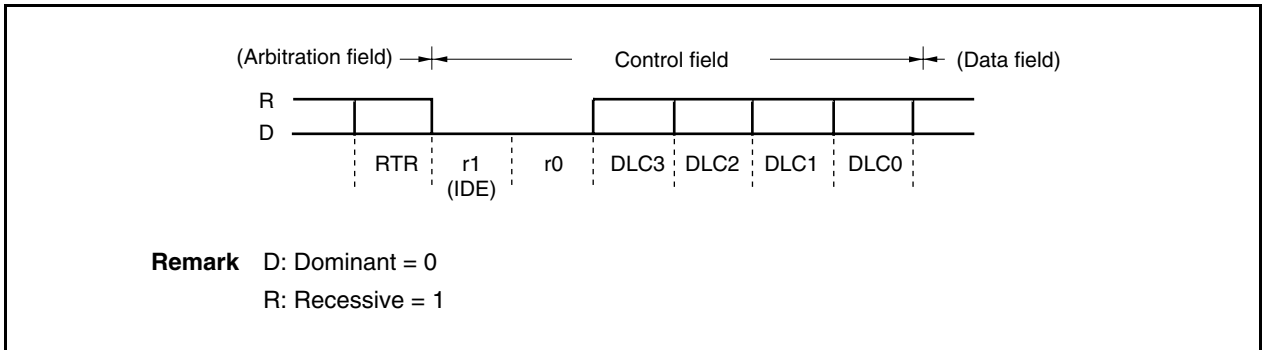 (Arbitration field) Control field (Data field)
R
D
RTR r1 r0 DLC3 DLC2 DLC1 DLC0
(IDE)
Remark D: Dominant = 0
R: Recessive = 1